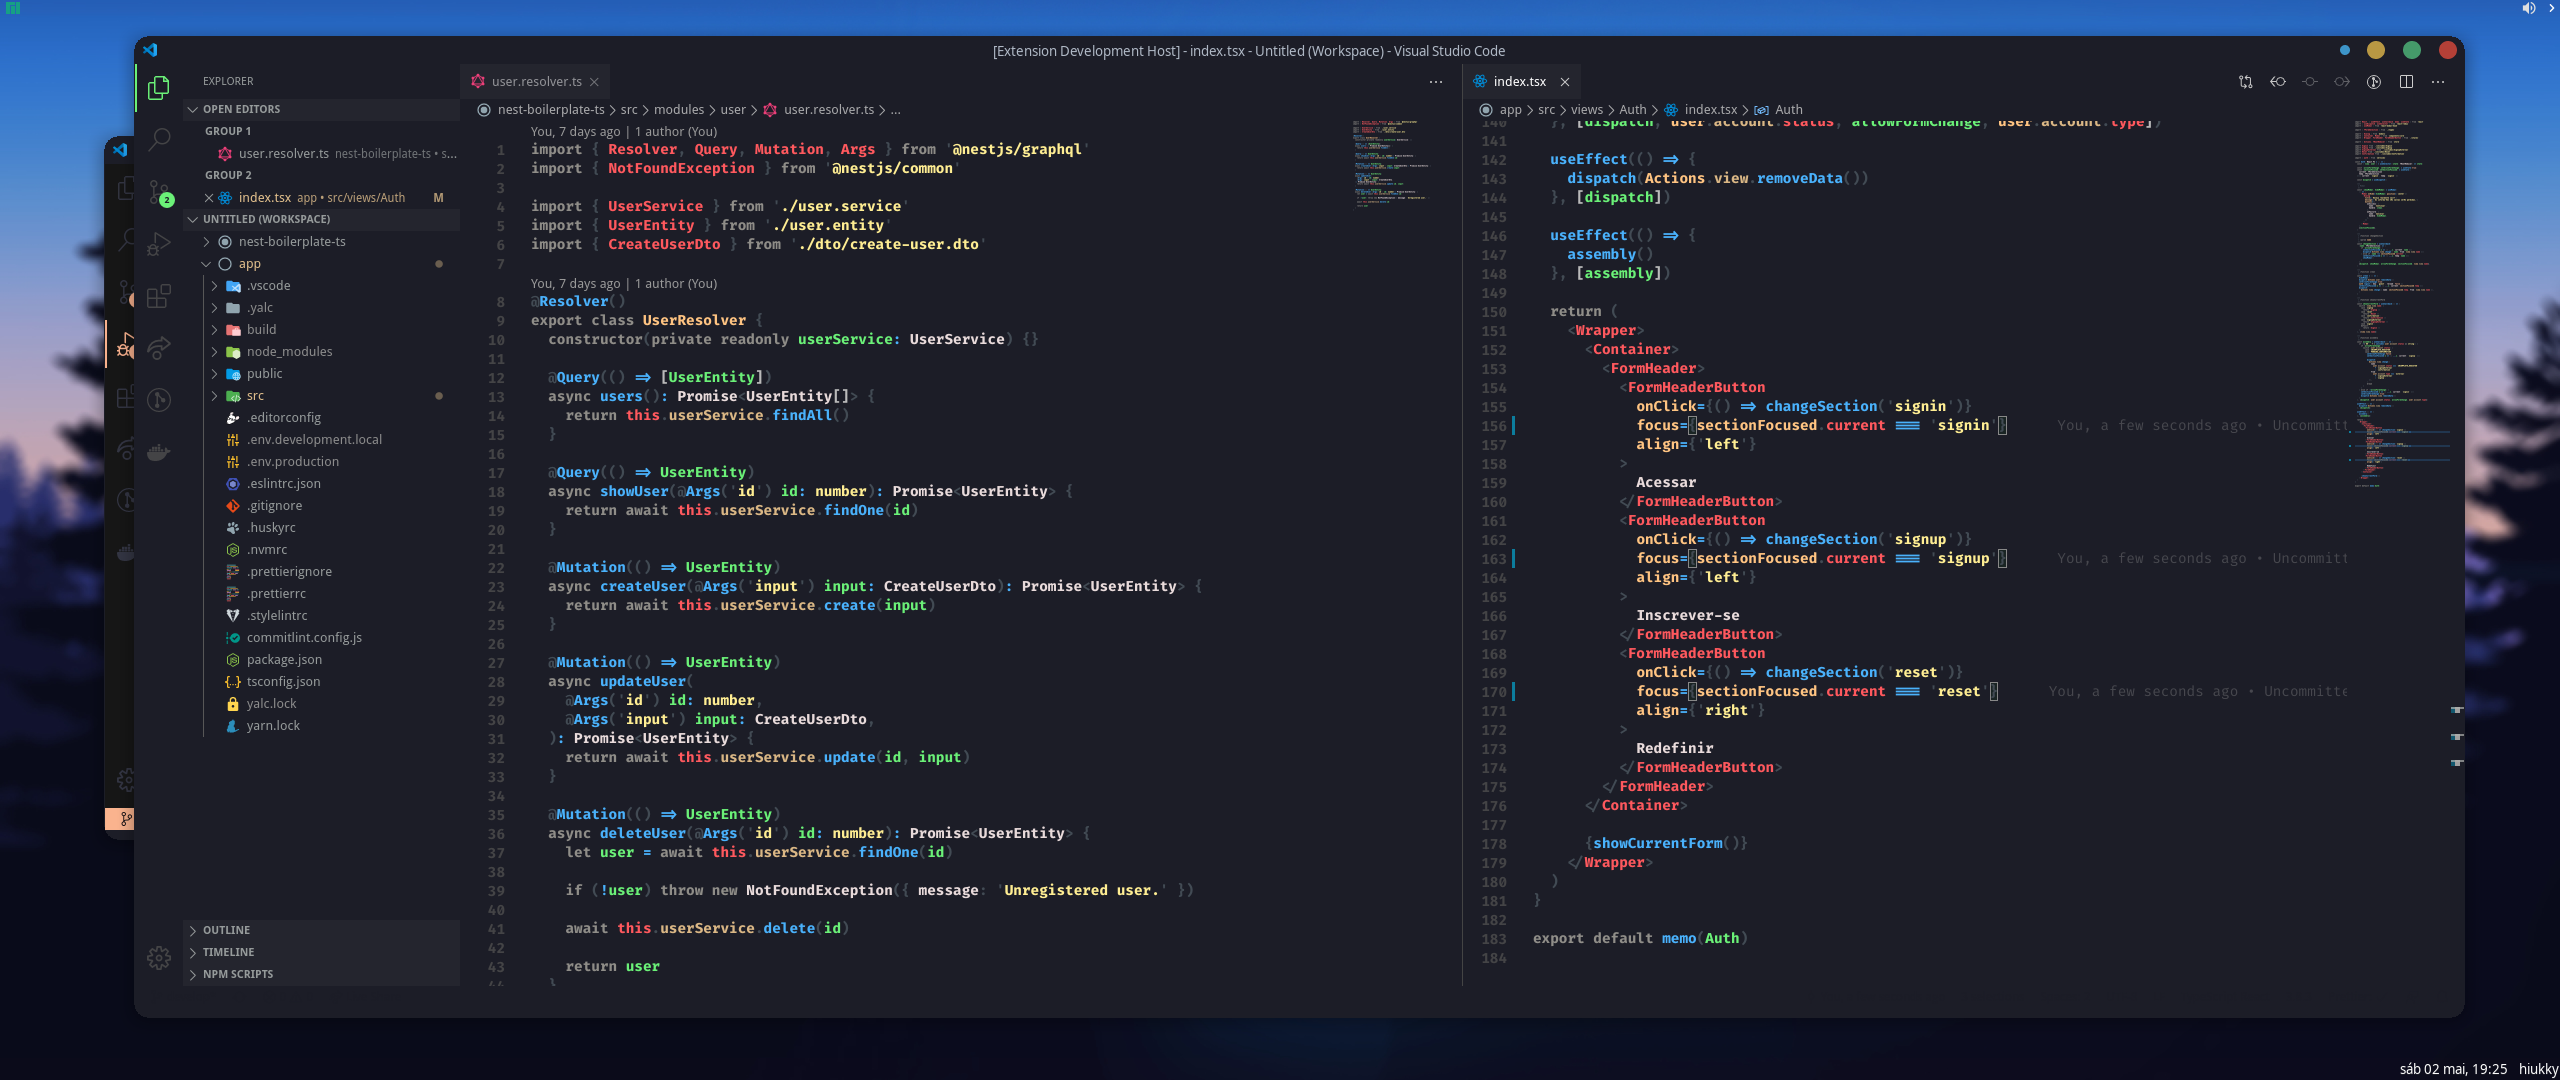 [Extension Development Host] - index.tsx - Untitled (Workspace) - Visual Studio Code
EXPLORER
OPEN EDITORS
GROUP 1
user.resolver.ts nest-boilerplate-ts • s...
GROUP 2
index.tsx app • src/views/Auth M
2
UNTITLED (WORKSPACE)
nest-boilerplate-ts
app
.vscode
.yalc
build
node_modules
public
src
.editorconfig
.env.development.local
.env.production
.eslintrc.json
.gitignore
.huskyrc
.nvmrc
.prettierignore
.prettierrc
.stylelintrc
commitlint.config.js
package.json
tsconfig.json
yalc.lock
yarn.lock
OUTLINE
TIMELINE
NPM SCRIPTS
user.resolver.ts
nest-boilerplate-ts > src > modules > user > user.resolver.ts > ...
You, 7 days ago | 1 author (You)
1 import { Resolver, Query, Mutation, Args } from '@nestjs/graphql'
2 import { NotFoundException } from '@nestjs/common'
3
4 import { UserService } from './user.service'
5 import { UserEntity } from './user.entity'
6 import { CreateUserDto } from './dto/create-user.dto'
7
You, 7 days ago | 1 author (You)
8 @Resolver()
9 export class UserResolver {
10 constructor(private readonly userService: UserService) {}
11
12 @Query(() => [UserEntity])
13 async users(): Promise<UserEntity[]> {
14 return this.userService.findAll()
15 }
16
17 @Query(() => UserEntity)
18 async showUser(@Args('id') id: number): Promise<UserEntity> {
19 return await this.userService.findOne(id)
20 }
21
22 @Mutation(() => UserEntity)
23 async createUser(@Args('input') input: CreateUserDto): Promise<UserEntity> {
24 return await this.userService.create(input)
25 }
26
27 @Mutation(() => UserEntity)
28 async updateUser(
29 @Args('id') id: number,
30 @Args('input') input: CreateUserDto,
31 ): Promise<UserEntity> {
32 return await this.userService.update(id, input)
33 }
34
35 @Mutation(() => UserEntity)
36 async deleteUser(@Args('id') id: number): Promise<UserEntity> {
37 let user = await this.userService.findOne(id)
38
39 if (!user) throw new NotFoundException({ message: 'Unregistered user.' })
40
41 await this.userService.delete(id)
42
43 return user
44 }
index.tsx
app > src > views > Auth > index.tsx > Auth
140 }, [dispatch, user.account.status, allowFormChange, user.account.type])
141
142 useEffect(() => {
143 dispatch(Actions.view.removeData())
144 }, [dispatch])
145
146 useEffect(() => {
147 assembly()
148 }, [assembly])
149
150 return (
151 <Wrapper>
152 <Container>
153 <FormHeader>
154 <FormHeaderButton
155 onClick={() => changeSection('signin')}
156 focus={sectionFocused.current === 'signin'} You, a few seconds ago • Uncommitt
157 align={'left'}
158 >
159 Acessar
160 </FormHeaderButton>
161 <FormHeaderButton
162 onClick={() => changeSection('signup')}
163 focus={sectionFocused.current === 'signup'} You, a few seconds ago • Uncommitt
164 align={'left'}
165 >
166 Inscrever-se
167 </FormHeaderButton>
168 <FormHeaderButton
169 onClick={() => changeSection('reset')}
170 focus={sectionFocused.current === 'reset'} You, a few seconds ago • Uncommitte
171 align={'right'}
172 >
173 Redefinir
174 </FormHeaderButton>
175 </FormHeader>
176 </Container>
177
178 {showCurrentForm()}
179 </Wrapper>
180 )
181 }
182
183 export default memo(Auth)
184
sáb 02 mai, 19:25 hiukky